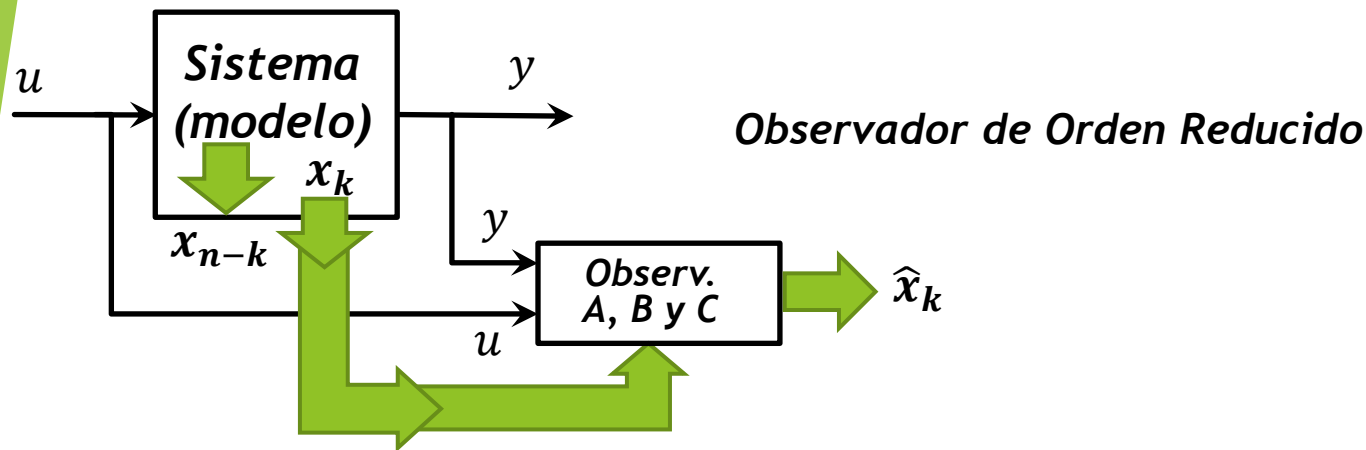 u
Sistema
(modelo)
y
Observador de Orden Reducido
x_k
x_{n-k}
y
Observ.
A, B y C
x̂_k
u